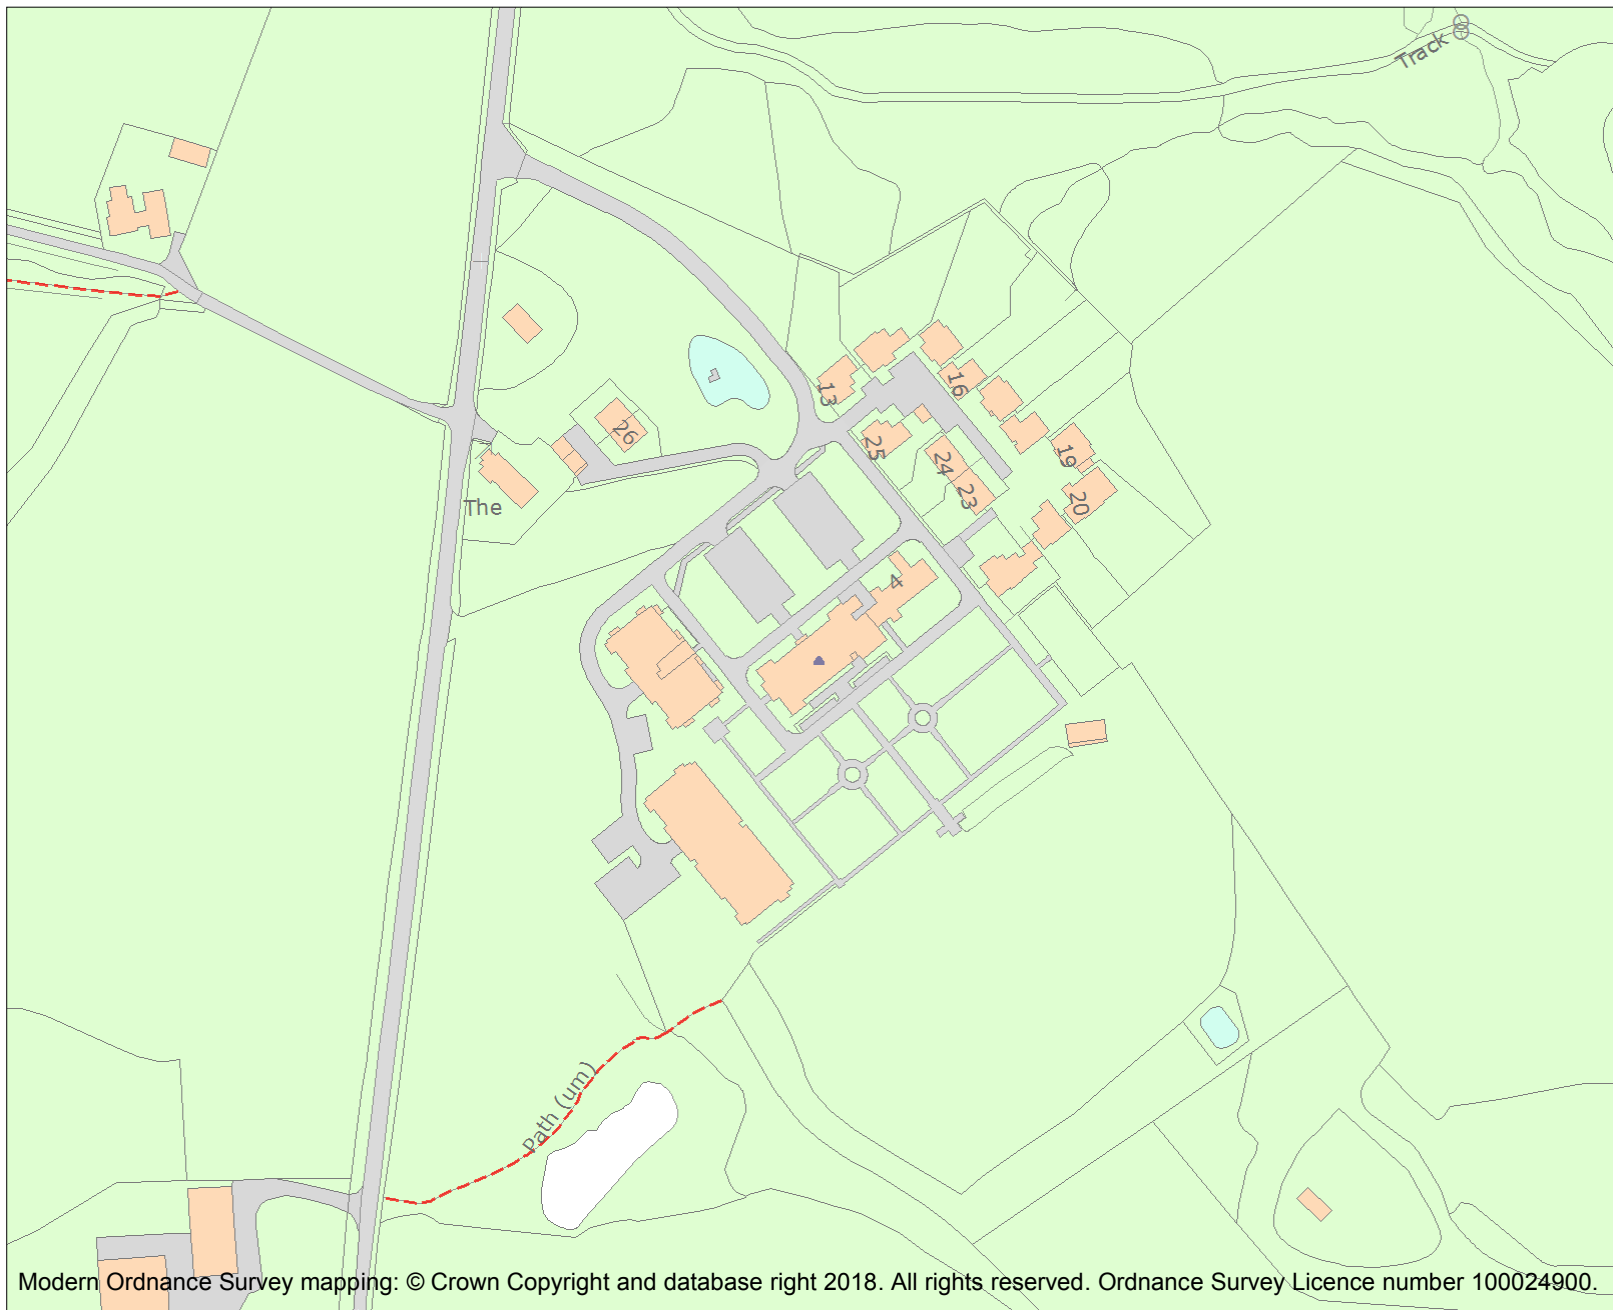 Track
13
16
26
25
24
19
23
20
The
4
Path (um)
Modern Ordnance Survey mapping: © Crown Copyright and database right 2018. All rights reserved. Ordnance Survey Licence number 100024900.